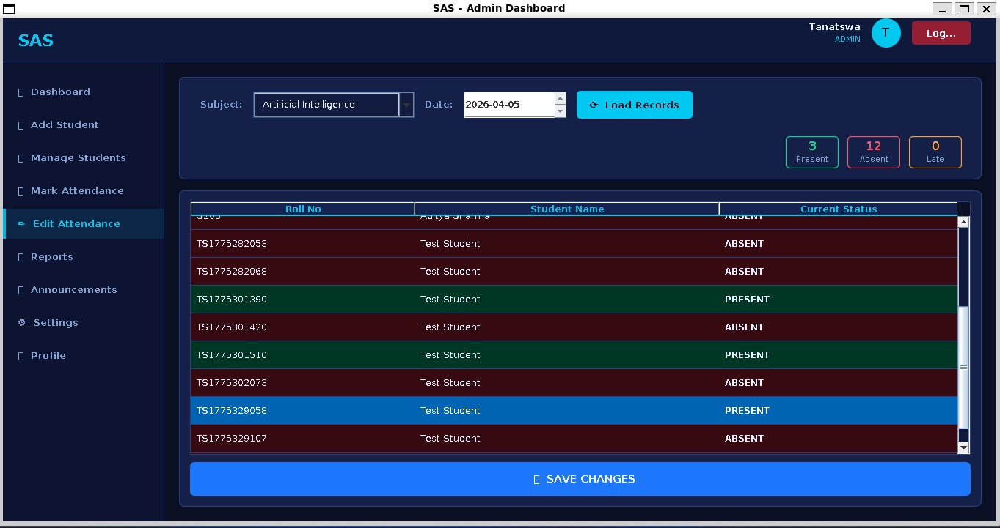 SAS - Admin Dashboard
SAS
Tanatswa
ADMIN
T
Log...
Dashboard
Add Student
Manage Students
Mark Attendance
Edit Attendance
Reports
Announcements
Settings
Profile
Subject:
Artificial Intelligence
Date:
2026-04-05
Load Records
3
Present
12
Absent
0
Late
Roll No Student Name Current Status
S203 Aditya Sharma ABSENT
TS1775282053 Test Student ABSENT
TS1775282068 Test Student ABSENT
TS1775301390 Test Student PRESENT
TS1775301420 Test Student ABSENT
TS1775301510 Test Student PRESENT
TS1775302073 Test Student ABSENT
TS1775329058 Test Student PRESENT
TS1775329107 Test Student ABSENT
SAVE CHANGES